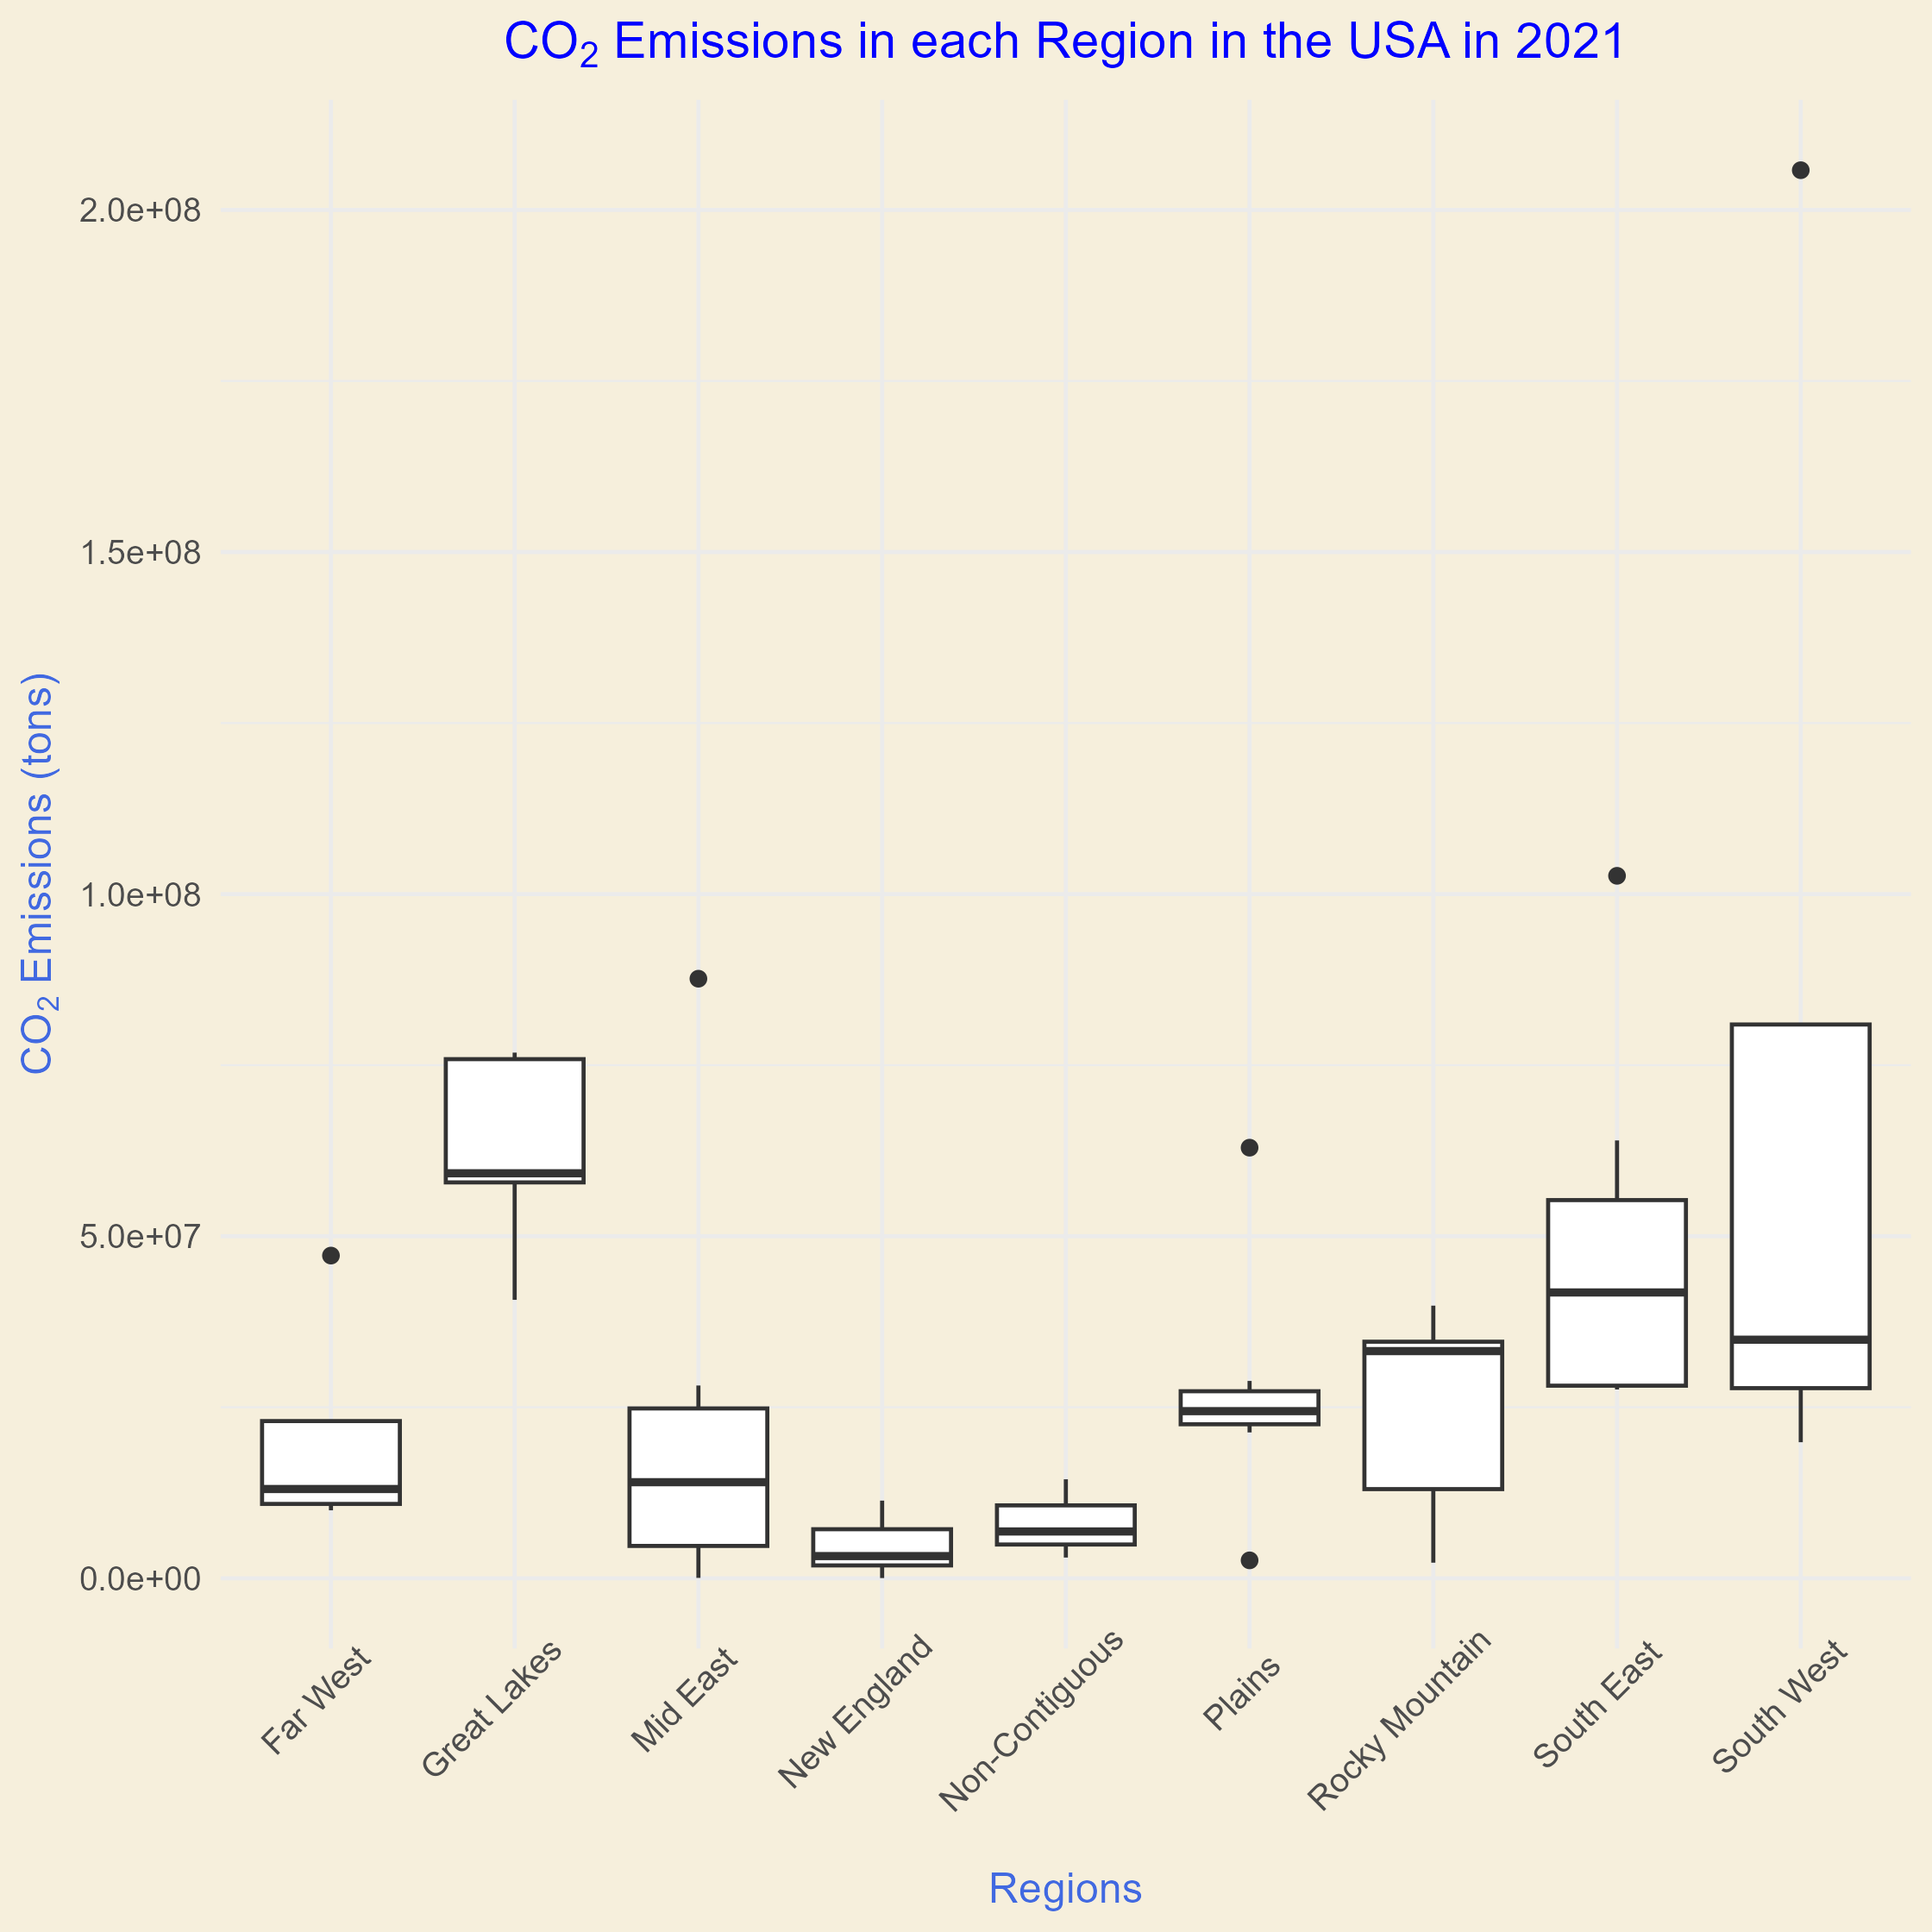 CO₂ Emissions in each Region in the USA in 2021
CO₂ Emissions (tons)
2.0e+08
1.5e+08
1.0e+08
5.0e+07
0.0e+00
Far West
Great Lakes
Mid East
New England
Non-Contiguous
Plains
Rocky Mountain
South East
South West
Regions